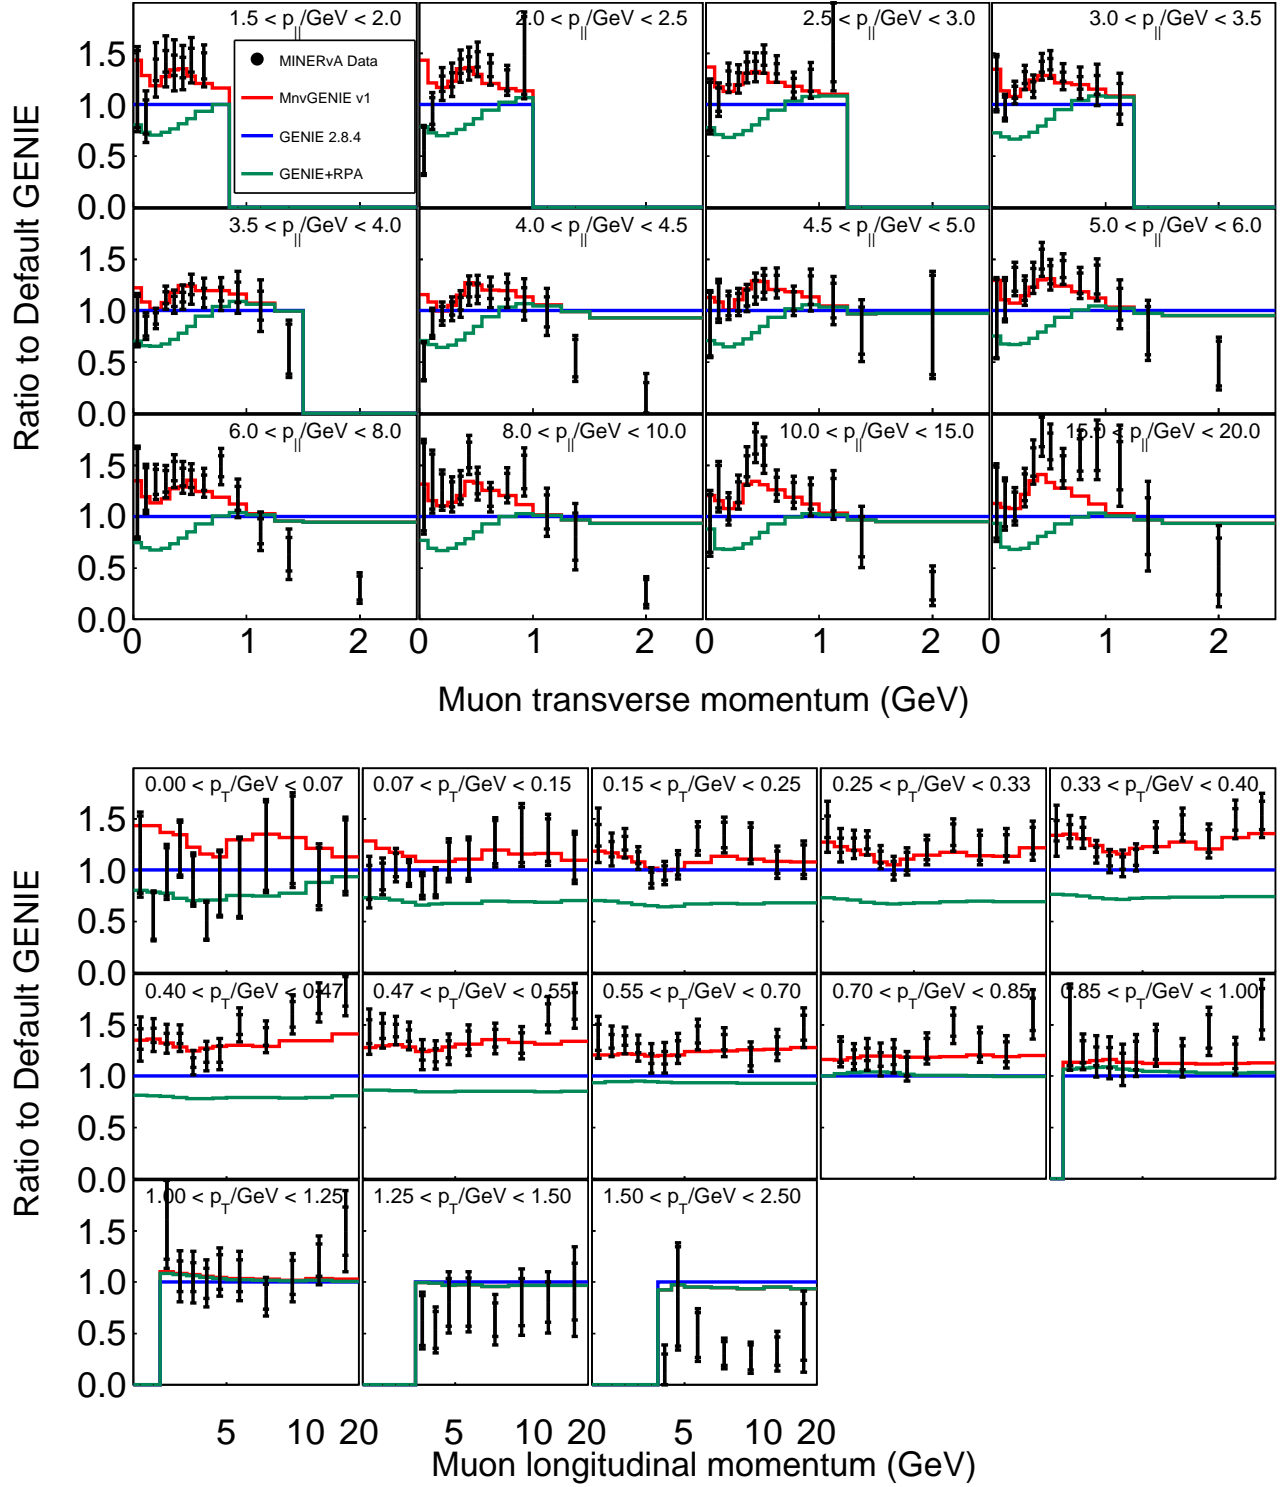 Ratio to Default GENIE
1.5 < p||/GeV < 2.0
2.0 < p||/GeV < 2.5
2.5 < p||/GeV < 3.0
3.0 < p||/GeV < 3.5
MINERvA Data
MnvGENIE v1
GENIE 2.8.4
GENIE+RPA
1.5
1.0
0.5
0.0
3.5 < p||/GeV < 4.0
4.0 < p||/GeV < 4.5
4.5 < p||/GeV < 5.0
5.0 < p||/GeV < 6.0
1.5
1.0
0.5
0.0
6.0 < p||/GeV < 8.0
8.0 < p||/GeV < 10.0
10.0 < p||/GeV < 15.0
15.0 < p||/GeV < 20.0
1.5
1.0
0.5
0.0
0 1 2 0 1 2 0 1 2 0 1 2
Muon transverse momentum (GeV)
Ratio to Default GENIE
0.00 < pT/GeV < 0.07
0.07 < pT/GeV < 0.15
0.15 < pT/GeV < 0.25
0.25 < pT/GeV < 0.33
0.33 < pT/GeV < 0.40
1.5
1.0
0.5
0.0
0.40 < pT/GeV < 0.47
0.47 < pT/GeV < 0.55
0.55 < pT/GeV < 0.70
0.70 < pT/GeV < 0.85
0.85 < pT/GeV < 1.00
1.5
1.0
0.5
0.0
1.00 < pT/GeV < 1.25
1.25 < pT/GeV < 1.50
1.50 < pT/GeV < 2.50
1.5
1.0
0.5
0.0
5 10 20 5 10 20 5 10 20
Muon longitudinal momentum (GeV)